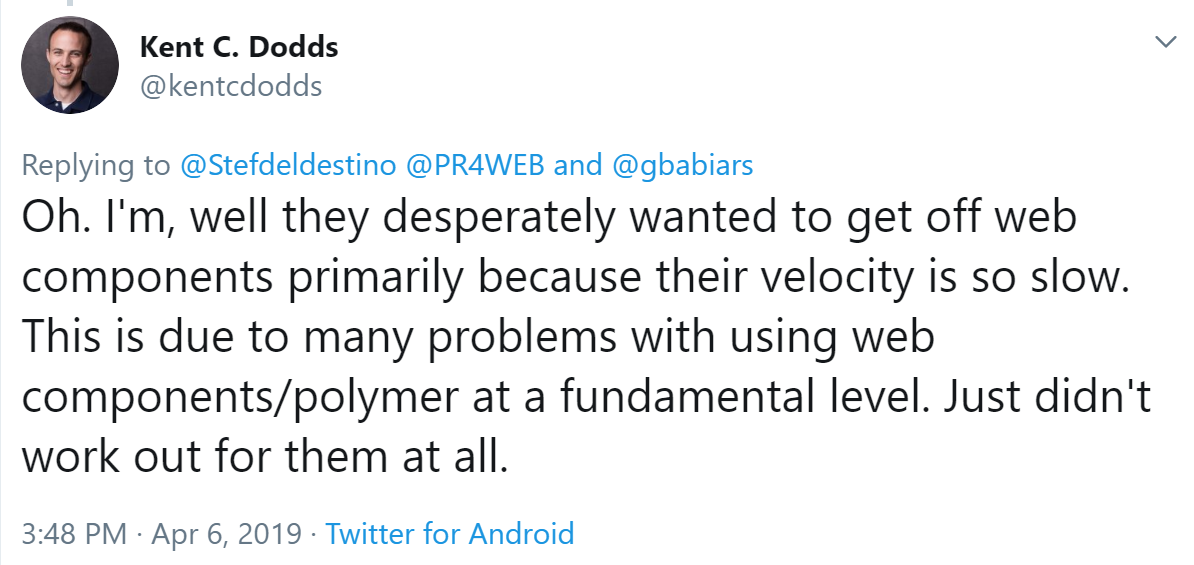 Kent C. Dodds
@kentcdodds
Replying to @Stefdeldestino @PR4WEB and @gbabiars
Oh. I'm, well they desperately wanted to get off web
components primarily because their velocity is so slow.
This is due to many problems with using web
components/polymer at a fundamental level. Just didn't
work out for them at all.
3:48 PM · Apr 6, 2019 · Twitter for Android